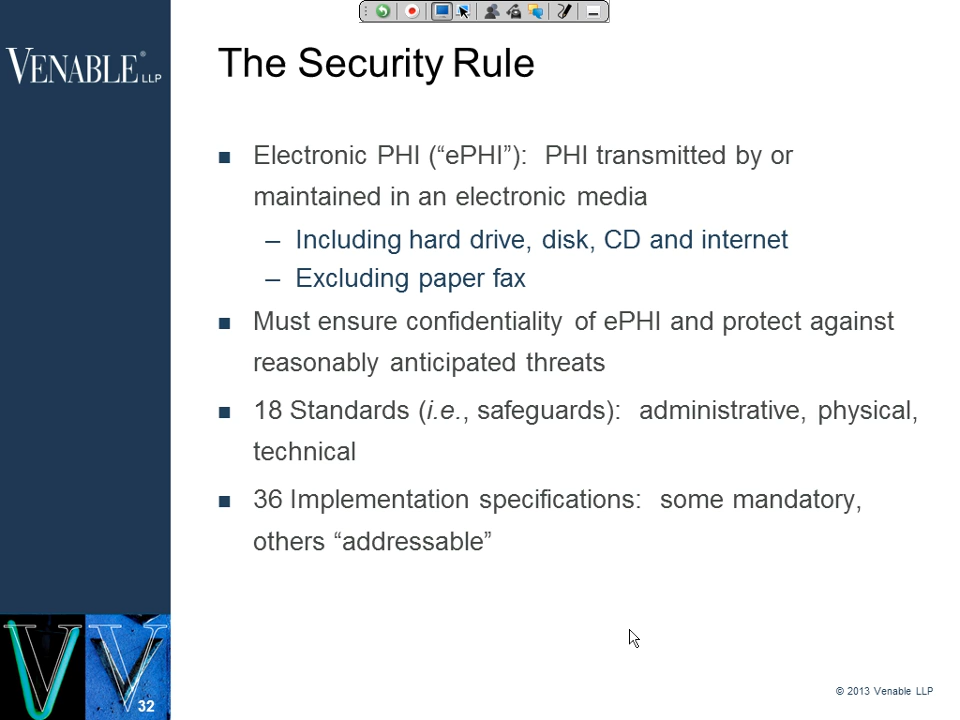 VENABLE® LLP
The Security Rule
■ Electronic PHI (“ePHI”): PHI transmitted by or
maintained in an electronic media
– Including hard drive, disk, CD and internet
– Excluding paper fax
■ Must ensure confidentiality of ePHI and protect against
reasonably anticipated threats
■ 18 Standards (i.e., safeguards): administrative, physical,
technical
■ 36 Implementation specifications: some mandatory,
others “addressable”
V V
32
© 2013 Venable LLP